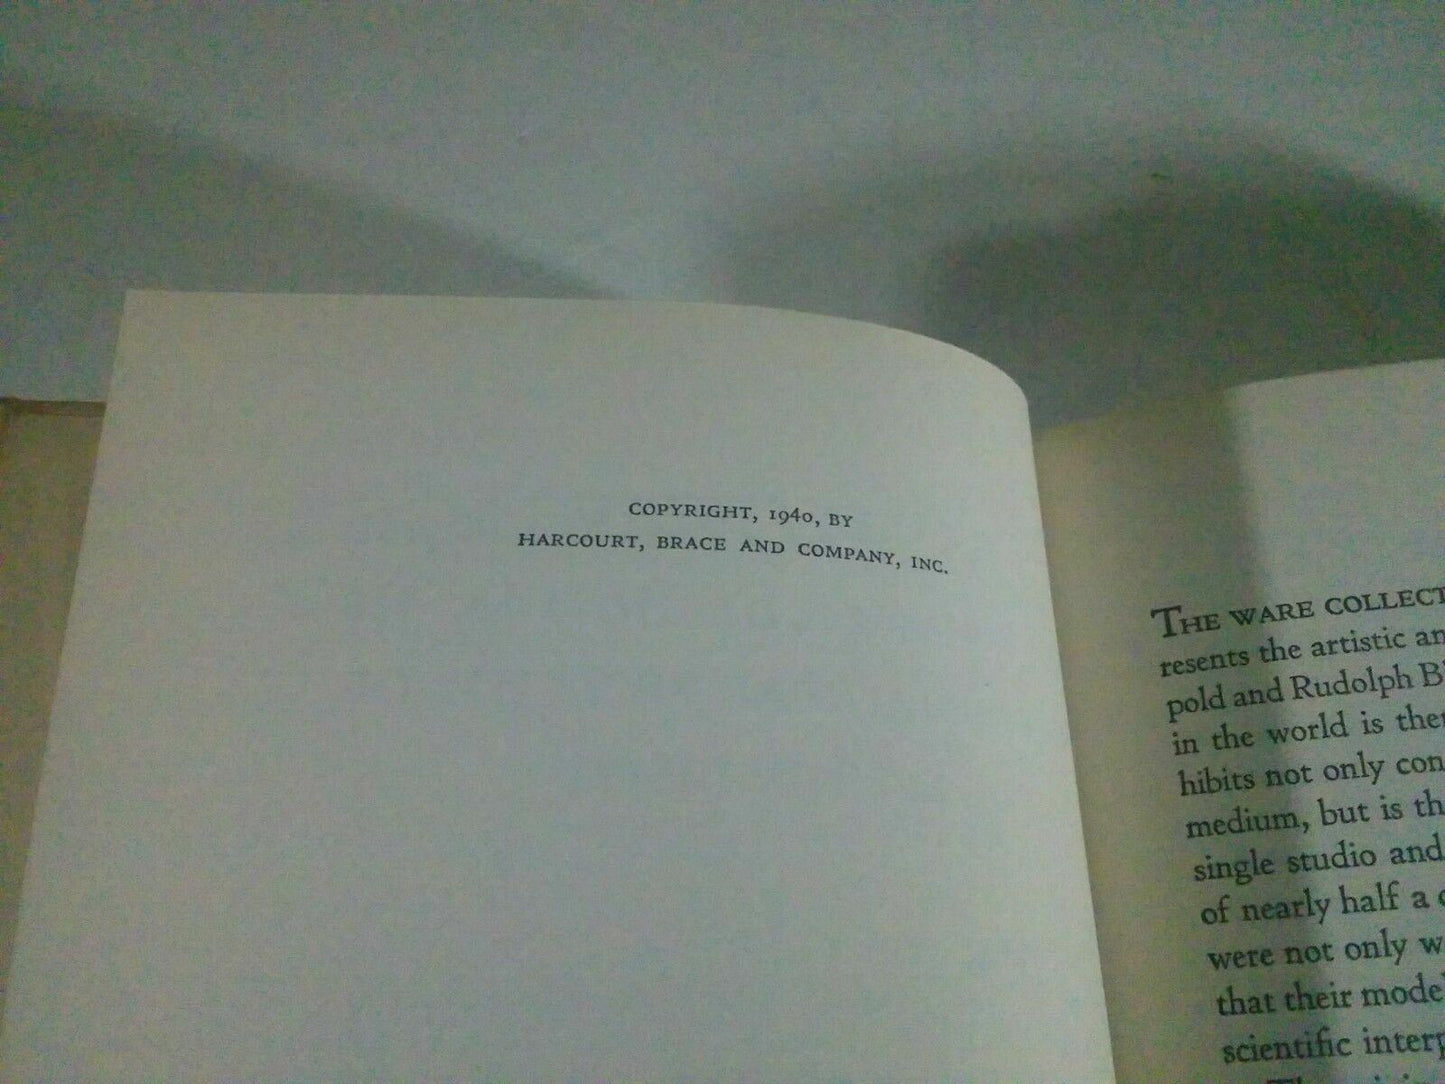 COPYRIGHT, 1940, BY
HARCOURT, BRACE AND COMPANY, INC.
THE WARE
resents the artistic
pold and Rudolph
in the world is
hibits not only
medium, but is
single studio and
of nearly half a
were not only
that their
scientific